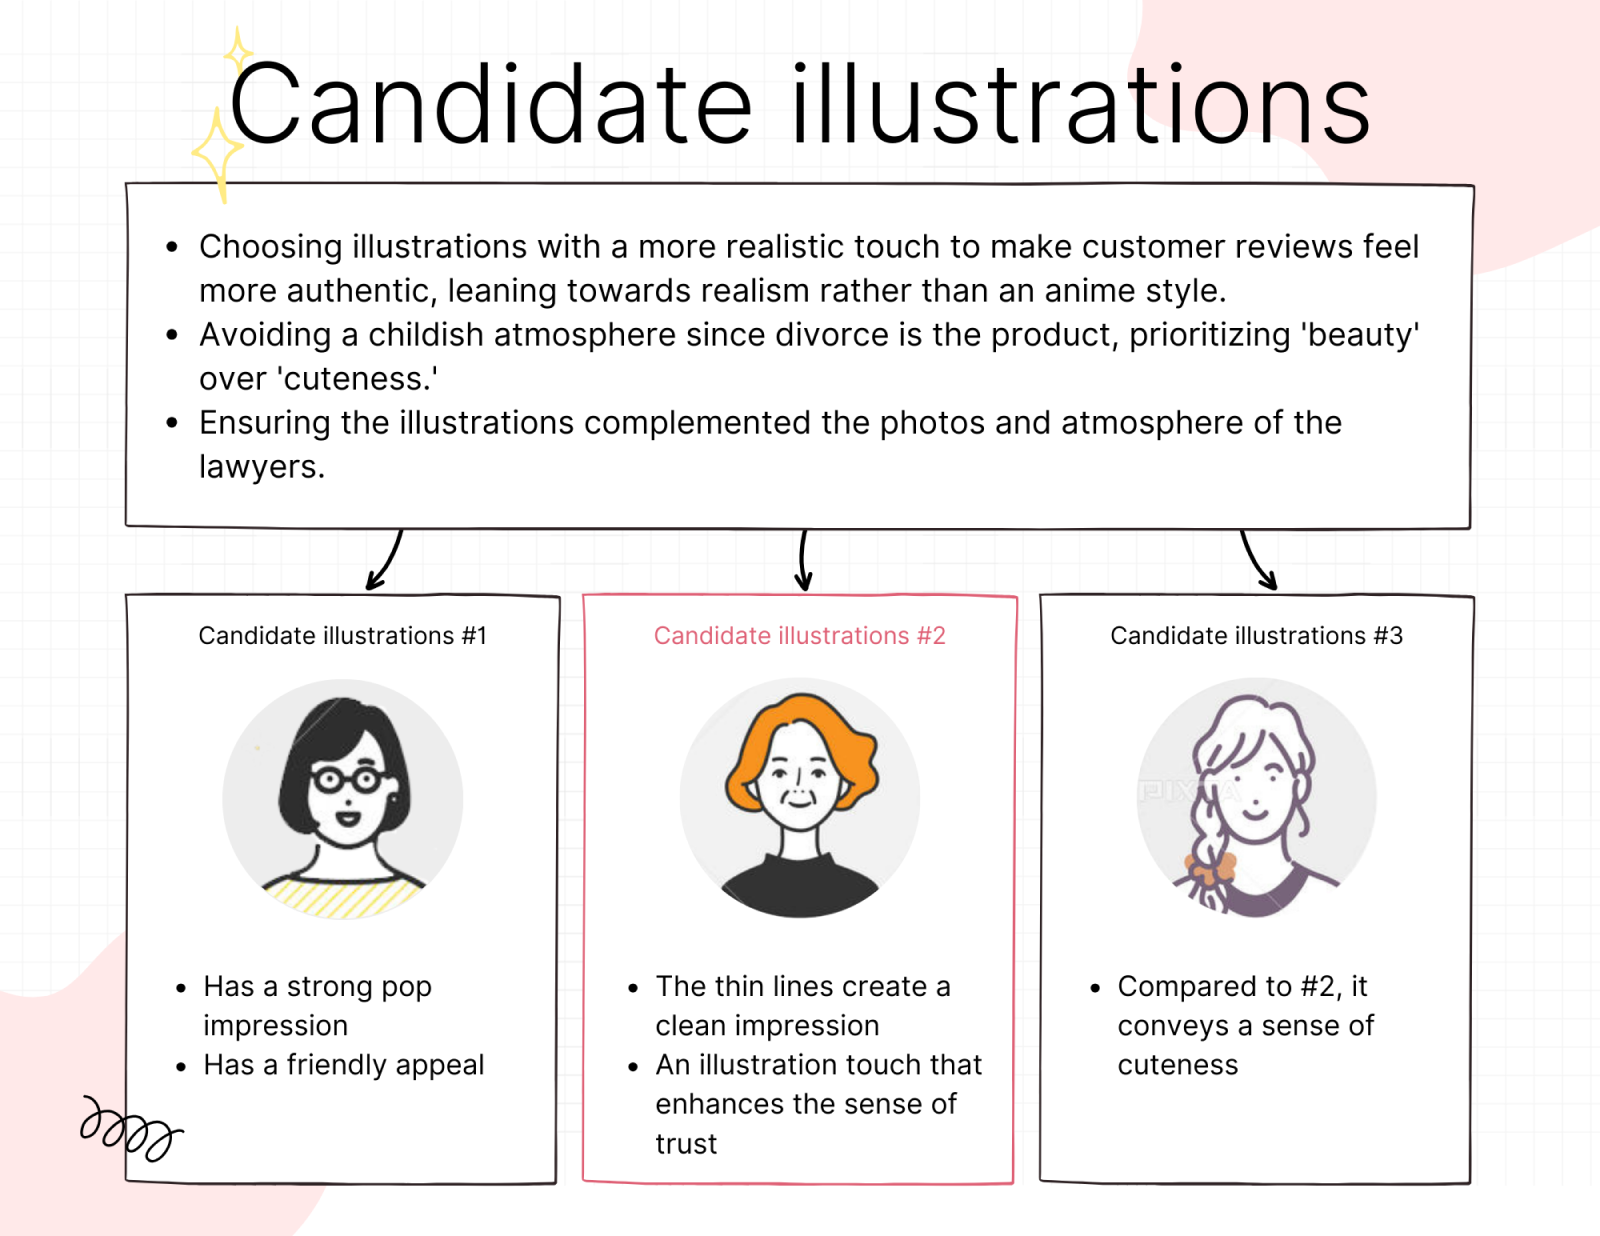 Candidate illustrations
• Choosing illustrations with a more realistic touch to make customer reviews feel
more authentic, leaning towards realism rather than an anime style.
• Avoiding a childish atmosphere since divorce is the product, prioritizing 'beauty'
over 'cuteness.'
• Ensuring the illustrations complemented the photos and atmosphere of the
lawyers.
Candidate illustrations #1
• Has a strong pop
impression
• Has a friendly appeal
Candidate illustrations #2
• The thin lines create a
clean impression
• An illustration touch that
enhances the sense of
trust
Candidate illustrations #3
PIXTA
• Compared to #2, it
conveys a sense of
cuteness